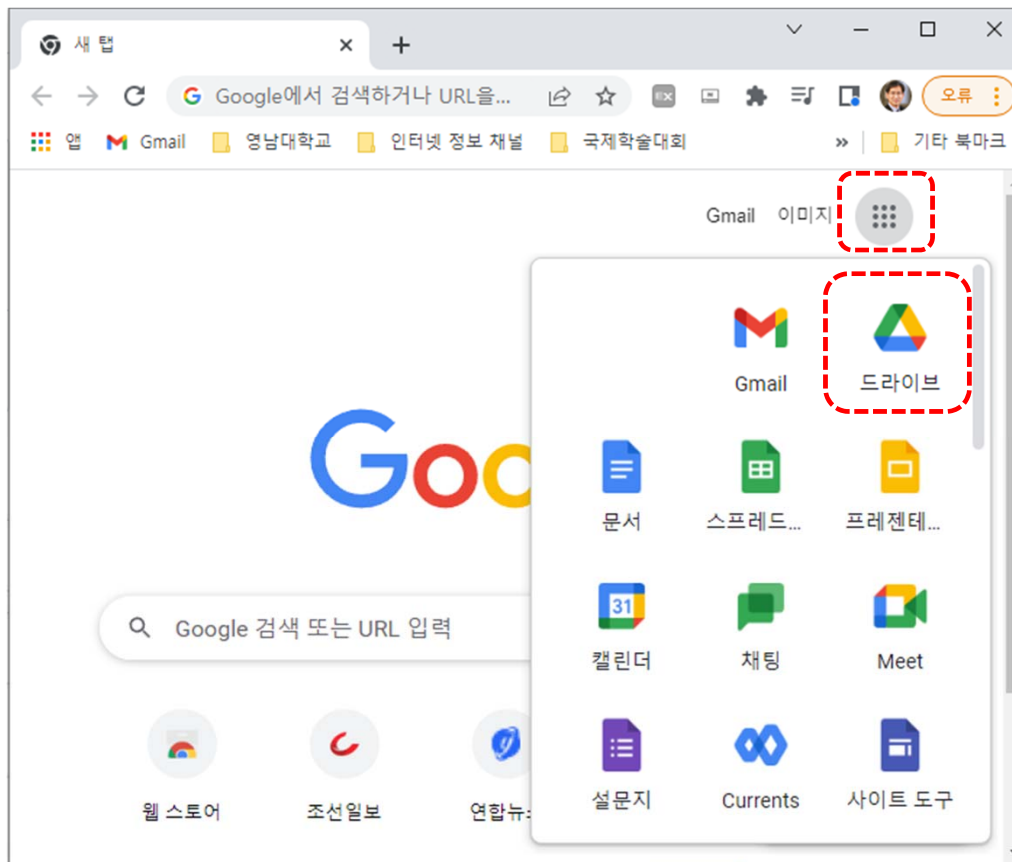 새 탭
Google에서 검색하거나 URL을...
오류
앱 Gmail 영남대학교 인터넷 정보 채널 국제학술대회 » 기타 북마크
Gmail 이미지
Gmail 드라이브
문서 스프레드... 프레젠테...
31
캘린더 채팅 Meet
설문지 Currents 사이트 도구
Goo
Google 검색 또는 URL 입력
웹 스토어 조선일보 연합뉴